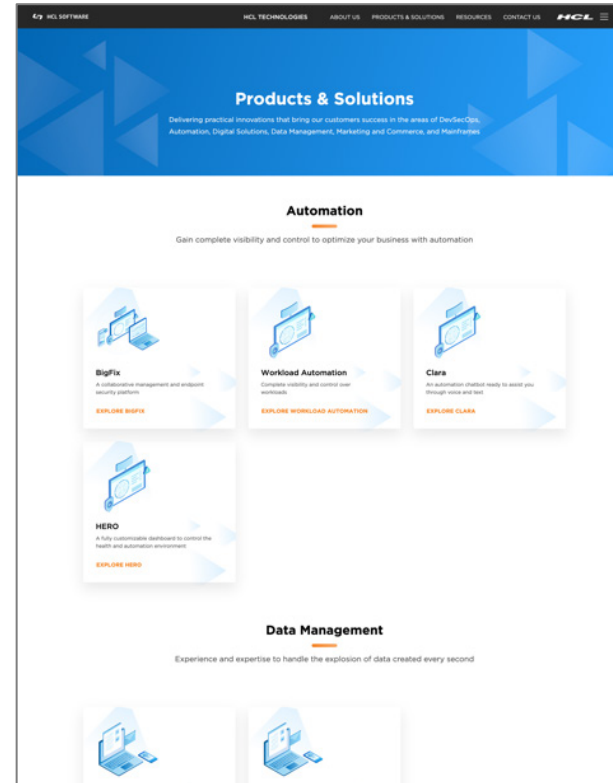 HCL SOFTWARE
HCL TECHNOLOGIES ABOUT US PRODUCTS & SOLUTIONS RESOURCES CONTACT US HCL
Products & Solutions
Delivering practical innovations that bring our customers success in the areas of DevSecOps,
Automation, Digital Solutions, Data Management, Marketing and Commerce, and Mainframes
Automation
Gain complete visibility and control to optimize your business with automation
BigFix
A collaborative management and endpoint
security platform
EXPLORE BIGFIX
Workload Automation
Complete visibility and control over
workloads
EXPLORE WORKLOAD AUTOMATION
Clara
An automation chatbot ready to assist you
through voice and text
EXPLORE CLARA
HERO
A fully customizable dashboard to control the
health and automation environment
EXPLORE HERO
Data Management
Experience and expertise to handle the explosion of data created every second